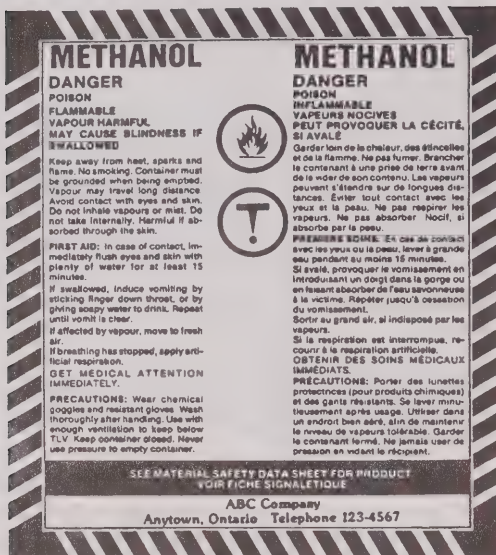 METHANOL
DANGER
POISON
FLAMMABLE
VAPOUR HARMFUL
MAY CAUSE BLINDNESS IF
SWALLOWED
Keep away from heat, sparks and
flame. No smoking. Container must
be grounded when being emptied.
Vapour may travel long distance.
Avoid contact with eyes and skin.
Do not inhale vapours or mist. Do
not take internally. Harmful if ab-
sorbed through the skin.
FIRST AID: In case of contact, im-
mediately flush eyes and skin with
plenty of water for at least 15
minutes.
If swallowed, induce vomiting by
sticking finger down throat, or by
giving soapy water to drink. Repeat
until vomit is clear.
If affected by vapour, move to fresh
air.
If breathing has stopped, apply arti-
ficial respiration.
GET MEDICAL ATTENTION
IMMEDIATELY.
PRECAUTIONS: Wear chemical
goggles and resistant gloves. Wash
thoroughly after handling. Use with
enough ventilation to keep below
TLV. Keep container closed. Never
use pressure to empty container.
METHANOL
DANGER
POISON
INFLAMMABLE
VAPEURS NOCIVES
PEUT PROVOQUER LA CÉCITÉ,
SI AVALÉ
Garder loin de la chaleur, des étincelles
et de la flamme. Ne pas fumer. Brancher
le contenant à une prise de terre avant
de le vider de son contenu. Les vapeurs
peuvent s'étendre sur de longues dis-
tances. Éviter tout contact avec les
yeux et la peau. Ne pas respirer les
vapeurs. Ne pas absorber Nocif, si
absorbe par la peau.
PREMIERS SOINS: En cas de contact
avec les yeux ou la peau, laver à grande
eau pendant au moins 15 minutes.
Si avalé, provoquer le vomissement en
introduisant un doigt dans la gorge ou
en faisant absorber de l'eau savonneuse
à la victime. Répéter jusqu'à cessation
du vomissement.
Sortir au grand air, si indisposé par les
vapeurs.
Si la respiration est interrompue, re-
courir à la respiration artificielle.
OBTENIR DES SOINS MÉDICAUX
IMMÉDIATS.
PRÉCAUTIONS: Porter des lunettes
protectrices (pour produits chimiques)
et des gants résistants. Se laver minu-
tieusement après usage. Utiliser dans
un endroit bien aéré, afin de maintenir
le niveau de vapeurs tolérable. Garder
le contenant fermé. Ne jamais user de
pression en vidant le récipient.
SEE MATERIAL SAFETY DATA SHEET FOR PRODUCT
VOIR FICHE SIGNALETIQUE
ABC Company
Anytown, Ontario Telephone 123-4567